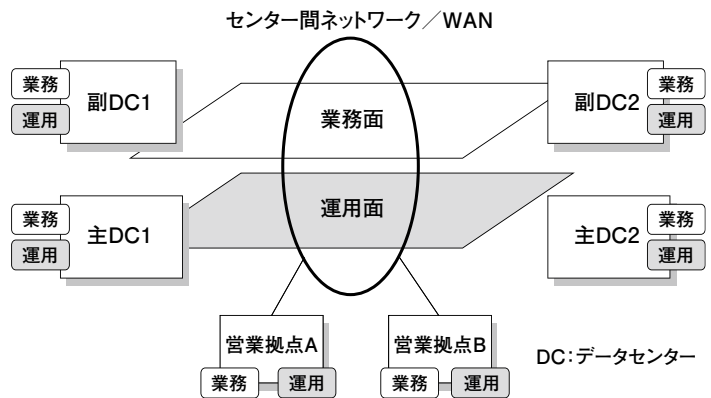 センター間ネットワーク／WAN
業務
運用
副DC1
業務面
副DC2
業務
運用
業務
運用
主DC1
運用面
主DC2
業務
運用
営業拠点A
業務
運用
営業拠点B
業務
運用
DC：データセンター